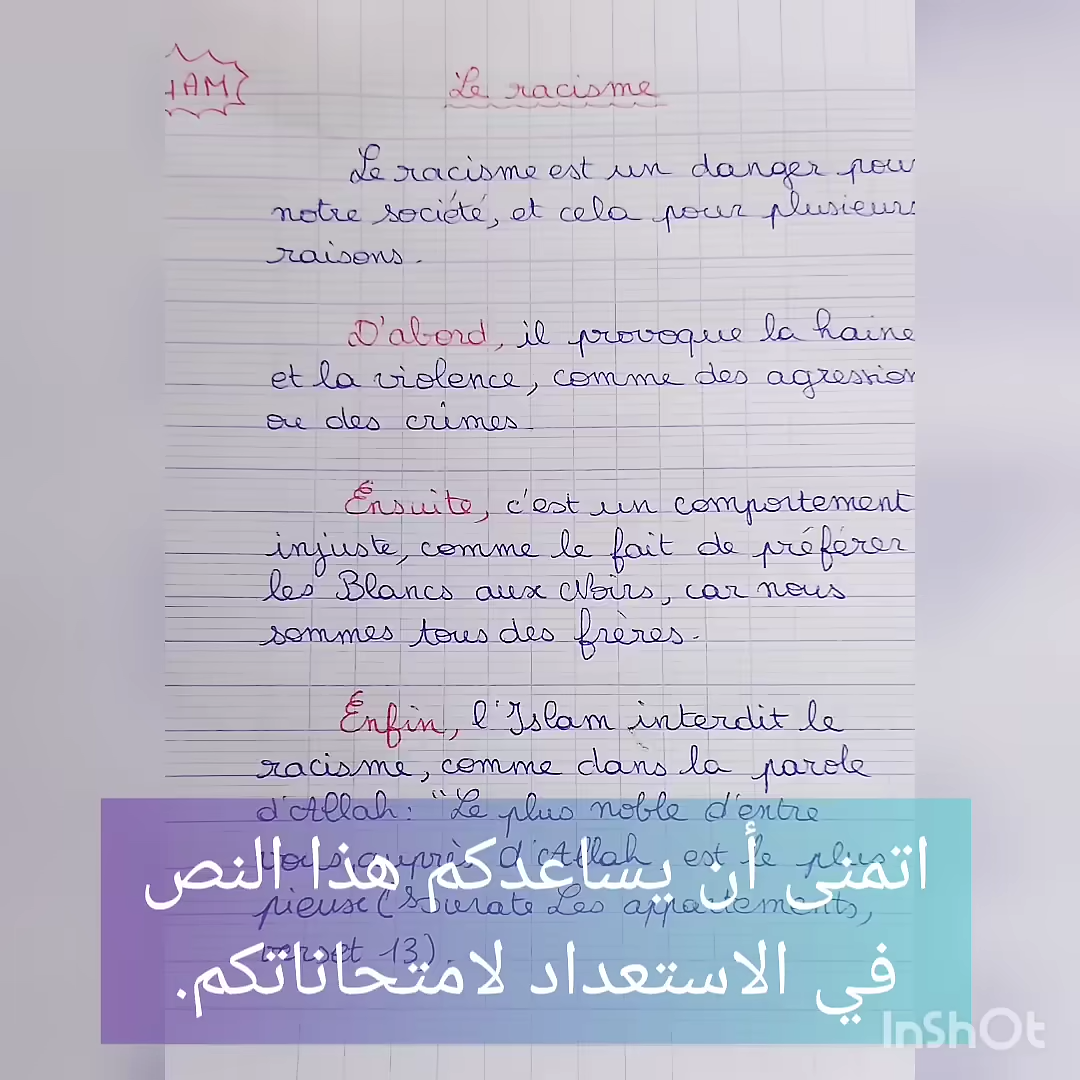 HAM
Le racisme
Le racisme est un danger pour
notre société, et cela pour plusieurs
raisons.
D'abord, il provoque la haine
et la violence, comme des agression
ou des crîmes.
Ensuite, c'est un comportement
injuste, comme le fait de préférer
les Blancs aux Noirs, car nous
sommes tous des frères.
Enfin, l'Islam interdit le
racisme, comme dans la parole
d'Allah: "Le plus noble d'entre
vous, auprès d'Allah, est le plus
pieux (Sourate Les appartements,
verset 13).
اتمنى أن يساعدكم هذا النص
في الاستعداد لامتحاناتكم.
InShOt